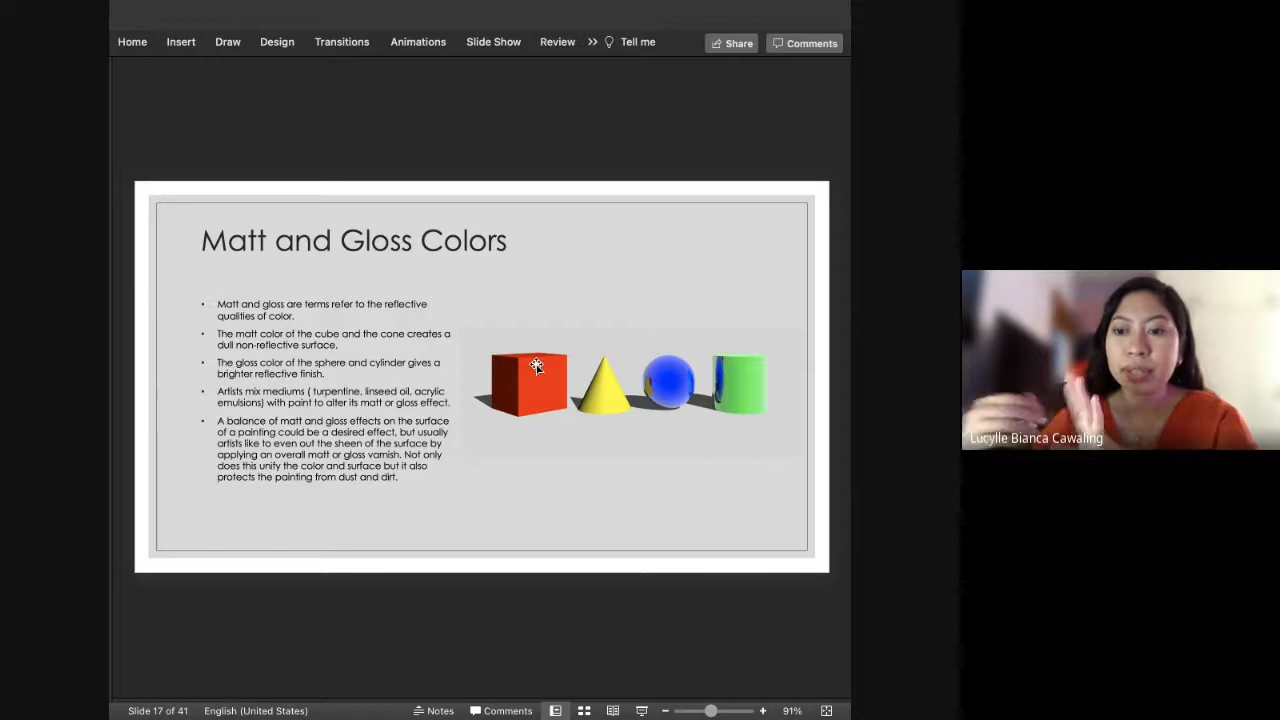 Home Insert Draw Design Transitions Animations Slide Show Review >> Tell me Share Comments
Matt and Gloss Colors
• Matt and gloss are terms refer to the reflective
qualities of color.
• The matt color of the cube and the cone creates a
dull non-reflective surface.
• The gloss color of the sphere and cylinder gives a
brighter reflective finish.
• Artists mix mediums ( turpentine, linseed oil, acrylic
emulsions) with paint to alter its matt or gloss effect.
• A balance of matt and gloss effects on the surface
of a painting could be a desired effect, but usually
artists like to even out the sheen of the surface by
applying an overall matt or gloss varnish. Not only
does this unify the color and surface but it also
protects the painting from dust and dirt.
Lucylle Bianca Cawaling
Slide 17 of 41 English (United States) Notes Comments 91%